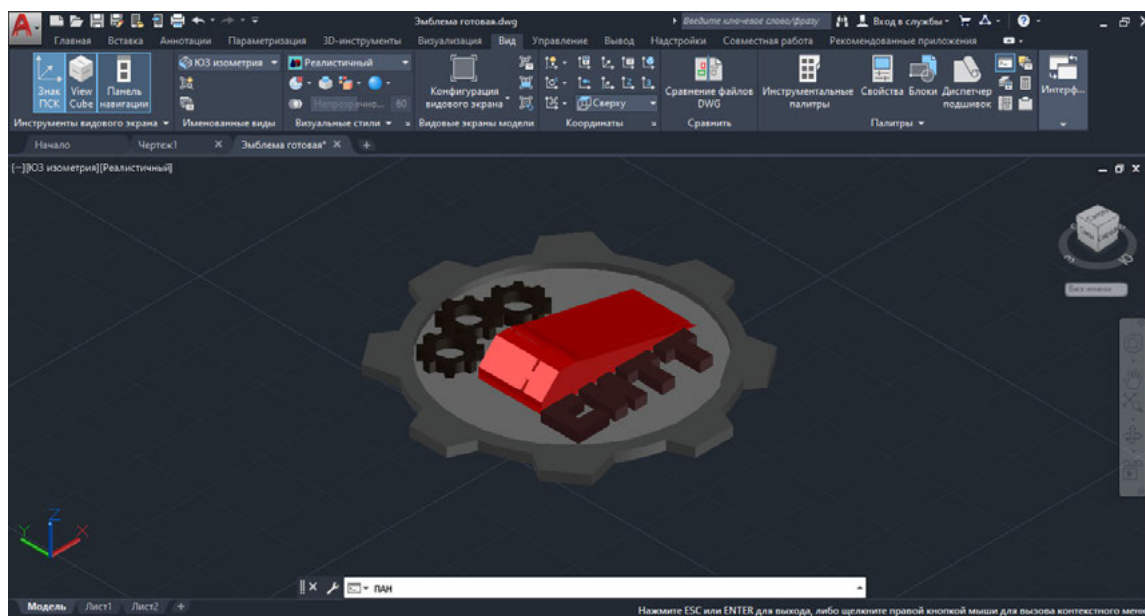 Эмблема готовая.dwg
Введите ключевое слово/фразу
Вход в службы
Главная Вставка Аннотации Параметризация 3D-инструменты Визуализация Вид Управление Вывод Надстройки Совместная работа Рекомендованные приложения
ЮЗ изометрия Реалистичный
Знак ПСК
View Cube
Панель навигации
60
Конфигурация видового экрана
Сверху
Сравнение файлов DWG
Инструментальные палитры
Свойства Блоки Диспетчер подшивок
Интерф...
Инструменты видового экрана Именованные виды Визуальные стили Видовые экраны модели Координаты Сравнить Палитры
Начало Чертеж1 Эмблема готовая*
[−][ЮЗ изометрия][Реалистичный]
Z
Y X
ПАН
Модель Лист1 Лист2 +
Нажмите ESC или ENTER для выхода, либо щелкните правой кнопкой мыши для вызова контекстного мен